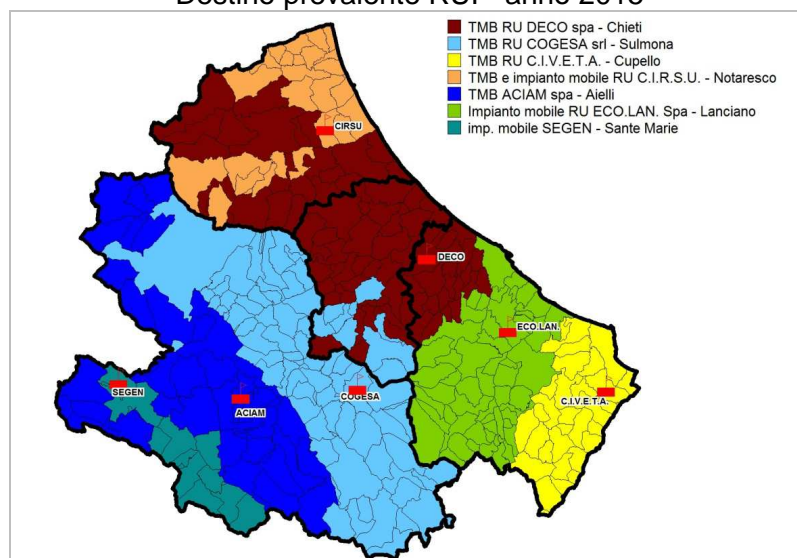 TMB RU DECO spa - Chieti
TMB RU COGESA srl - Sulmona
TMB RU C.I.V.E.T.A. - Cupello
TMB e impianto mobile RU C.I.R.S.U. - Notaresco
TMB ACIAM spa - Aielli
Impianto mobile RU ECO.LAN. Spa - Lanciano
imp. mobile SEGEN - Sante Marie
CIRSU
DECO
ECO.LAN.
SEGEN
ACIAM
COGESA
C.I.V.E.T.A.